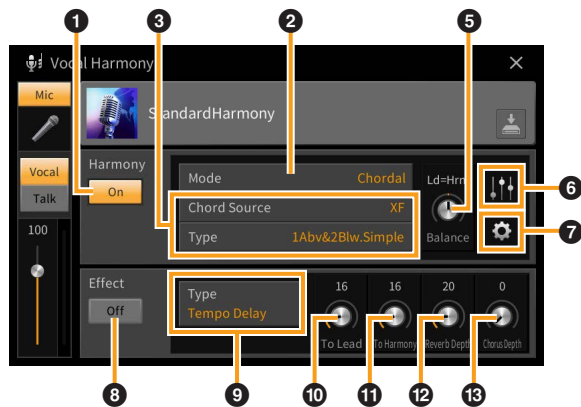 1
3
2
5
Vocal Harmony
Mic
StandardHarmony
Vocal
Talk
100
Harmony
On
Mode Chordal
Chord Source XF
Type 1Abv&2Blw.Simple
Ld=Hrm
Balance
6
7
Effect
Off
Type
Tempo Delay
16
To Lead
16
To Harmony
20
Reverb Depth
0
Chorus Depth
8
9
10
11
12
13